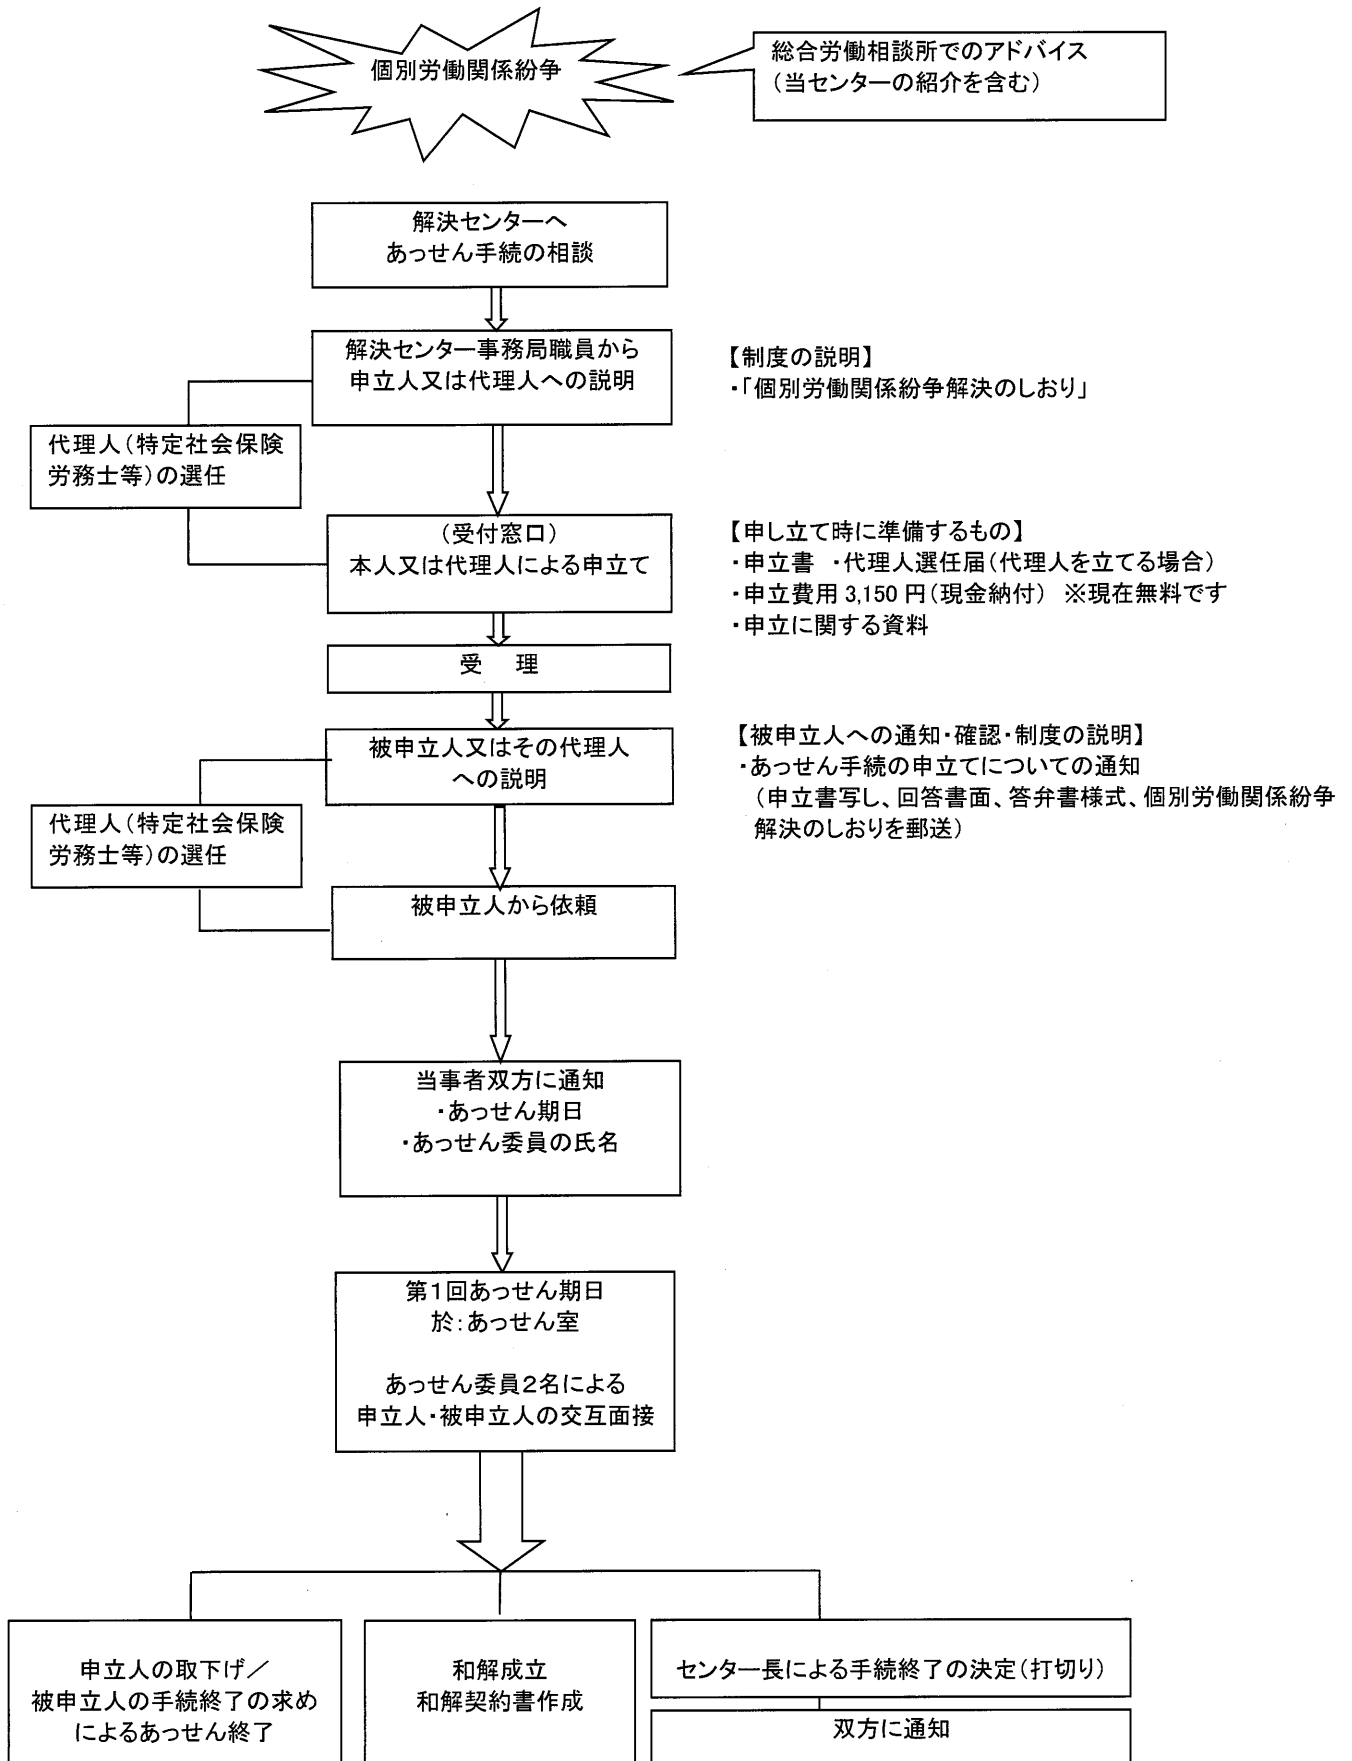 個別労働関係紛争
総合労働相談所でのアドバイス
（当センターの紹介を含む）
解決センターへ
あっせん手続の相談
解決センター事務局職員から
申立人又は代理人への説明
【制度の説明】
・「個別労働関係紛争解決のしおり」
代理人（特定社会保険
労務士等）の選任
（受付窓口）
本人又は代理人による申立て
【申し立て時に準備するもの】
・申立書　・代理人選任届（代理人を立てる場合）
・申立費用 3,150 円（現金納付）　※現在無料です
・申立に関する資料
受　理
被申立人又はその代理人
への説明
【被申立人への通知・確認・制度の説明】
・あっせん手続の申立てについての通知
（申立書写し、回答書面、答弁書様式、個別労働関係紛争
解決のしおりを郵送）
代理人（特定社会保険
労務士等）の選任
被申立人から依頼
当事者双方に通知
・あっせん期日
・あっせん委員の氏名
第１回あっせん期日
於：あっせん室
あっせん委員２名による
申立人・被申立人の交互面接
申立人の取下げ／
被申立人の手続終了の求め
によるあっせん終了
和解成立
和解契約書作成
センター長による手続終了の決定（打切り）
双方に通知